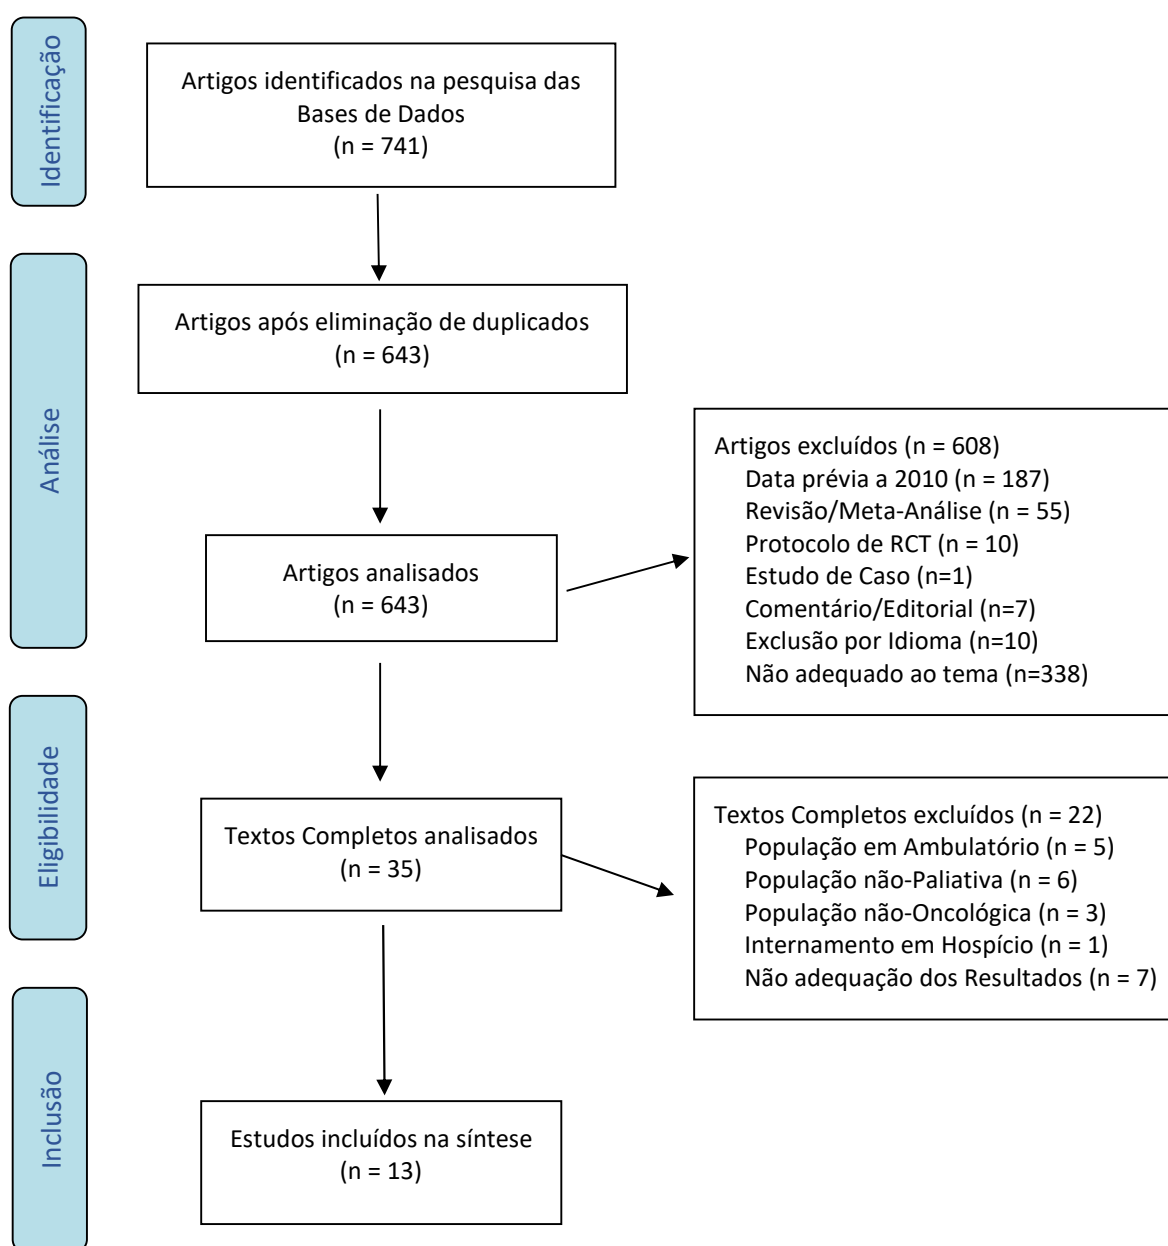 Identificação
Artigos identificados na pesquisa das
Bases de Dados
(n = 741)
Análise
Artigos após eliminação de duplicados
(n = 643)
Artigos analisados
(n = 643)
Artigos excluídos (n = 608)
Data prévia a 2010 (n = 187)
Revisão/Meta-Análise (n = 55)
Protocolo de RCT (n = 10)
Estudo de Caso (n=1)
Comentário/Editorial (n=7)
Exclusão por Idioma (n=10)
Não adequado ao tema (n=338)
Eligibilidade
Textos Completos analisados
(n = 35)
Textos Completos excluídos (n = 22)
População em Ambulatório (n = 5)
População não-Paliativa (n = 6)
População não-Oncológica (n = 3)
Internamento em Hospício (n = 1)
Não adequação dos Resultados (n = 7)
Inclusão
Estudos incluídos na síntese
(n = 13)